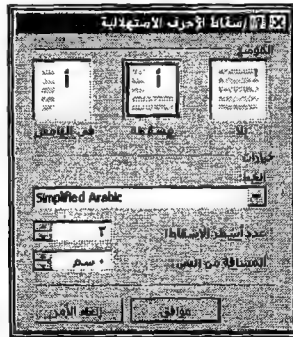 إسقاط الأحرف الاستهلالية
الموضع
بلا
مسقطة
في الهامش
خيارات
الخط:
Simplified Arabic
عدد أسطر الإسقاط:
٣
المسافة من النص:
٠ سم
موافق
إلغاء الأمر